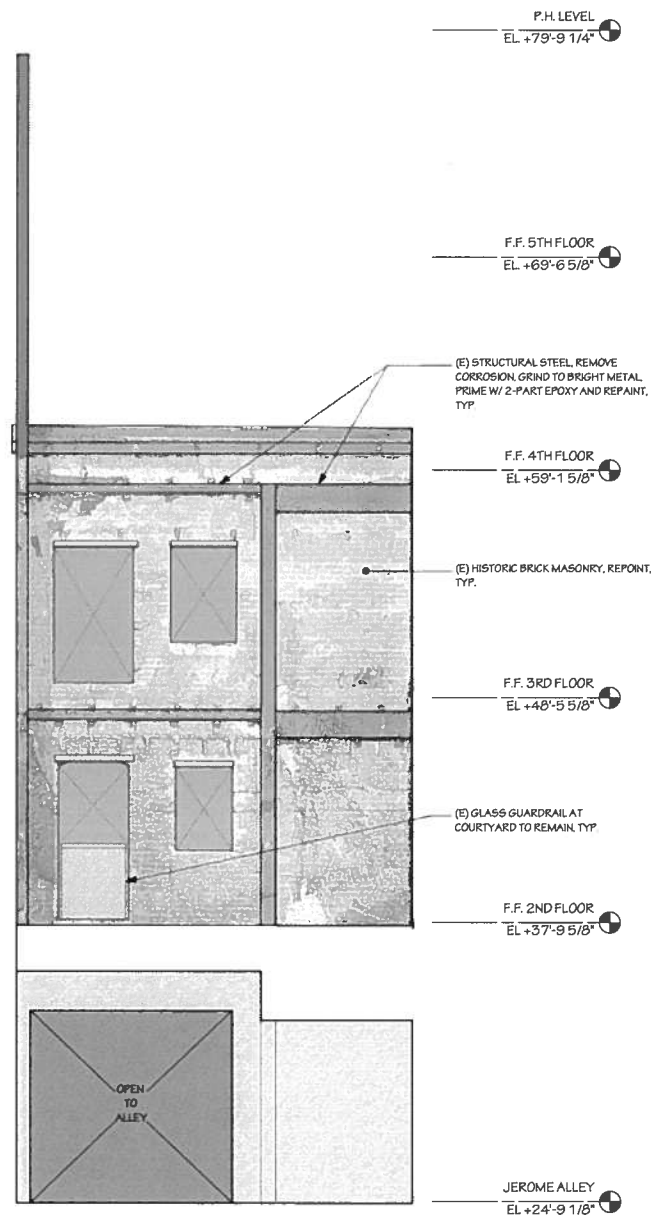 P.H. LEVEL
EL +79'-9 1/4"
F.F. 5TH FLOOR
EL +69'-6 5/8"
(E) STRUCTURAL STEEL, REMOVE
CORROSION, GRIND TO BRIGHT METAL,
PRIME W/ 2-PART EPOXY AND REPAINT,
TYP
F.F. 4TH FLOOR
EL +59'-1 5/8"
(E) HISTORIC BRICK MASONRY, REPOINT,
TYP.
F.F. 3RD FLOOR
EL +48'-5 5/8"
(E) GLASS GUARDRAIL AT
COURTYARD TO REMAIN, TYP
F.F. 2ND FLOOR
EL +37'-9 5/8"
OPEN
TO
ALLEY
JEROME ALLEY
EL +24'-9 1/8"